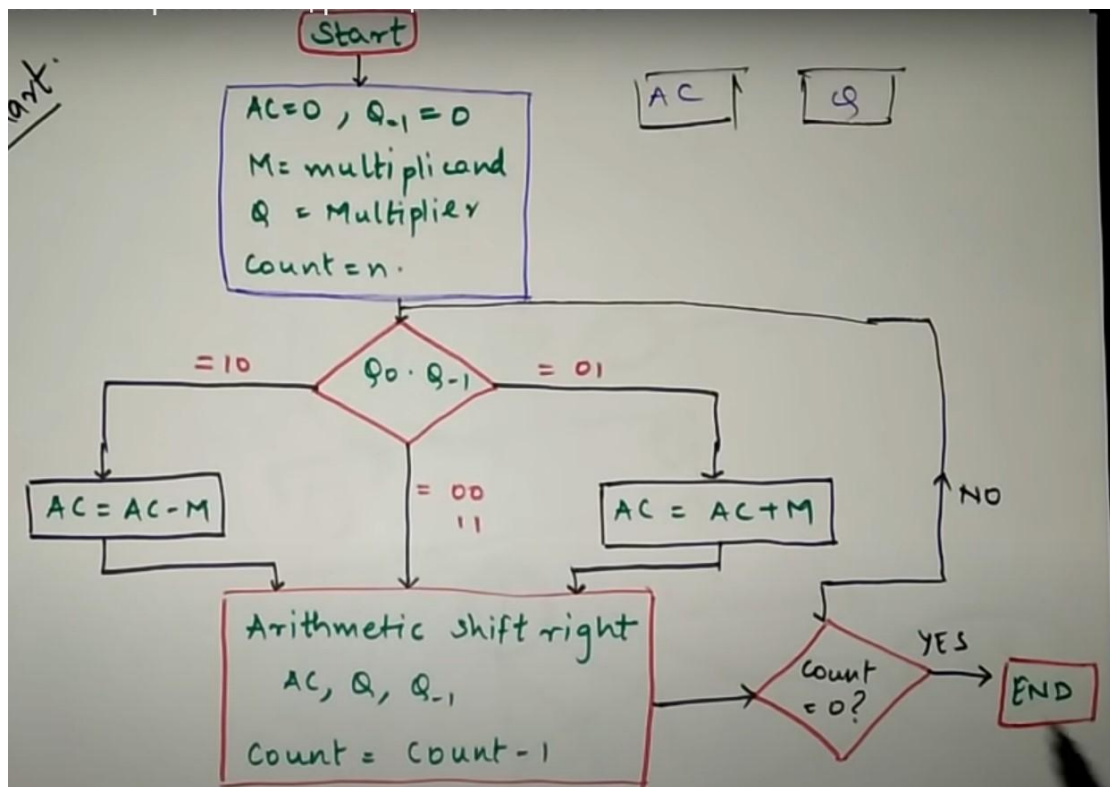 art.
Start
AC=0 , Q-1 = 0
M= multiplicand
Q = Multiplier
Count = n.
AC
Q
Q0 . Q-1
= 10
= 01
= 00
11
AC = AC-M
AC = AC+M
NO
Arithmetic shift right
AC, Q, Q-1
Count = Count - 1
Count
= 0?
YES
END